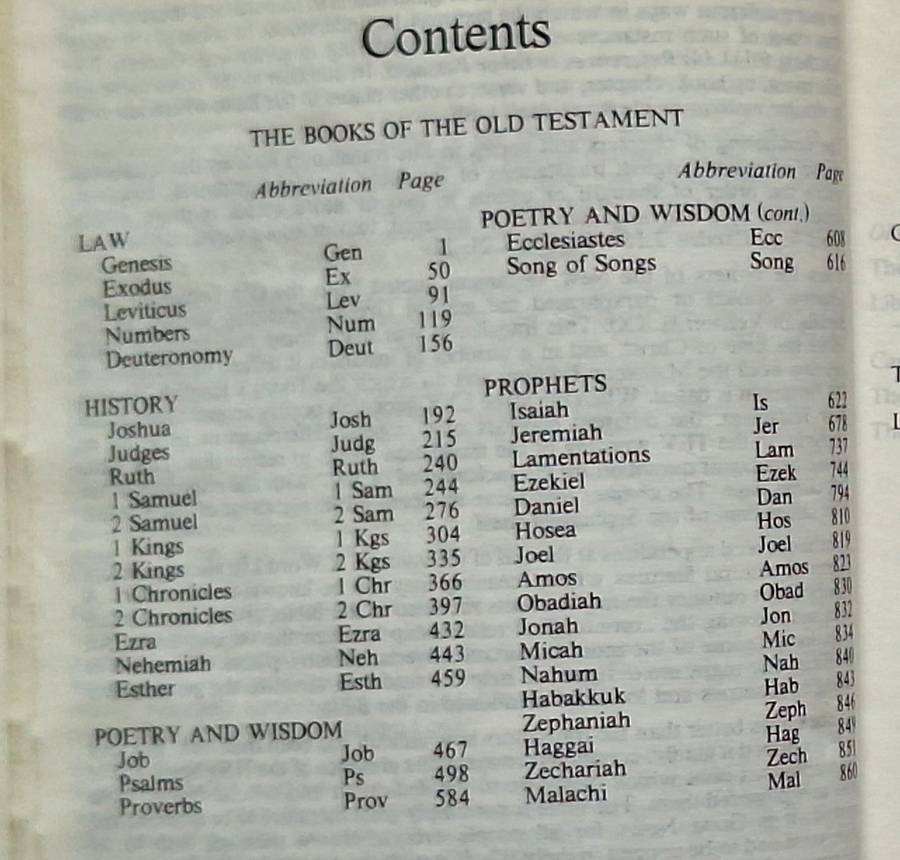 Contents
THE BOOKS OF THE OLD TESTAMENT
Abbreviation Page
LAW
Genesis Gen 1
Exodus Ex 50
Leviticus Lev 91
Numbers Num 119
Deuteronomy Deut 156
HISTORY
Joshua Josh 192
Judges Judg 215
Ruth Ruth 240
1 Samuel 1 Sam 244
2 Samuel 2 Sam 276
1 Kings 1 Kgs 304
2 Kings 2 Kgs 335
1 Chronicles 1 Chr 366
2 Chronicles 2 Chr 397
Ezra Ezra 432
Nehemiah Neh 443
Esther Esth 459
POETRY AND WISDOM
Job Job 467
Psalms Ps 498
Proverbs Prov 584
Abbreviation Page
POETRY AND WISDOM (cont.)
Ecclesiastes Ecc 608
Song of Songs Song 616
PROPHETS
Isaiah Is 622
Jeremiah Jer 678
Lamentations Lam 737
Ezekiel Ezek 744
Daniel Dan 794
Hosea Hos 810
Joel Joel 819
Amos Amos 823
Obadiah Obad 830
Jonah Jon 832
Micah Mic 834
Nahum Nah 840
Habakkuk Hab 843
Zephaniah Zeph 846
Haggai Hag 849
Zechariah Zech 851
Malachi Mal 860